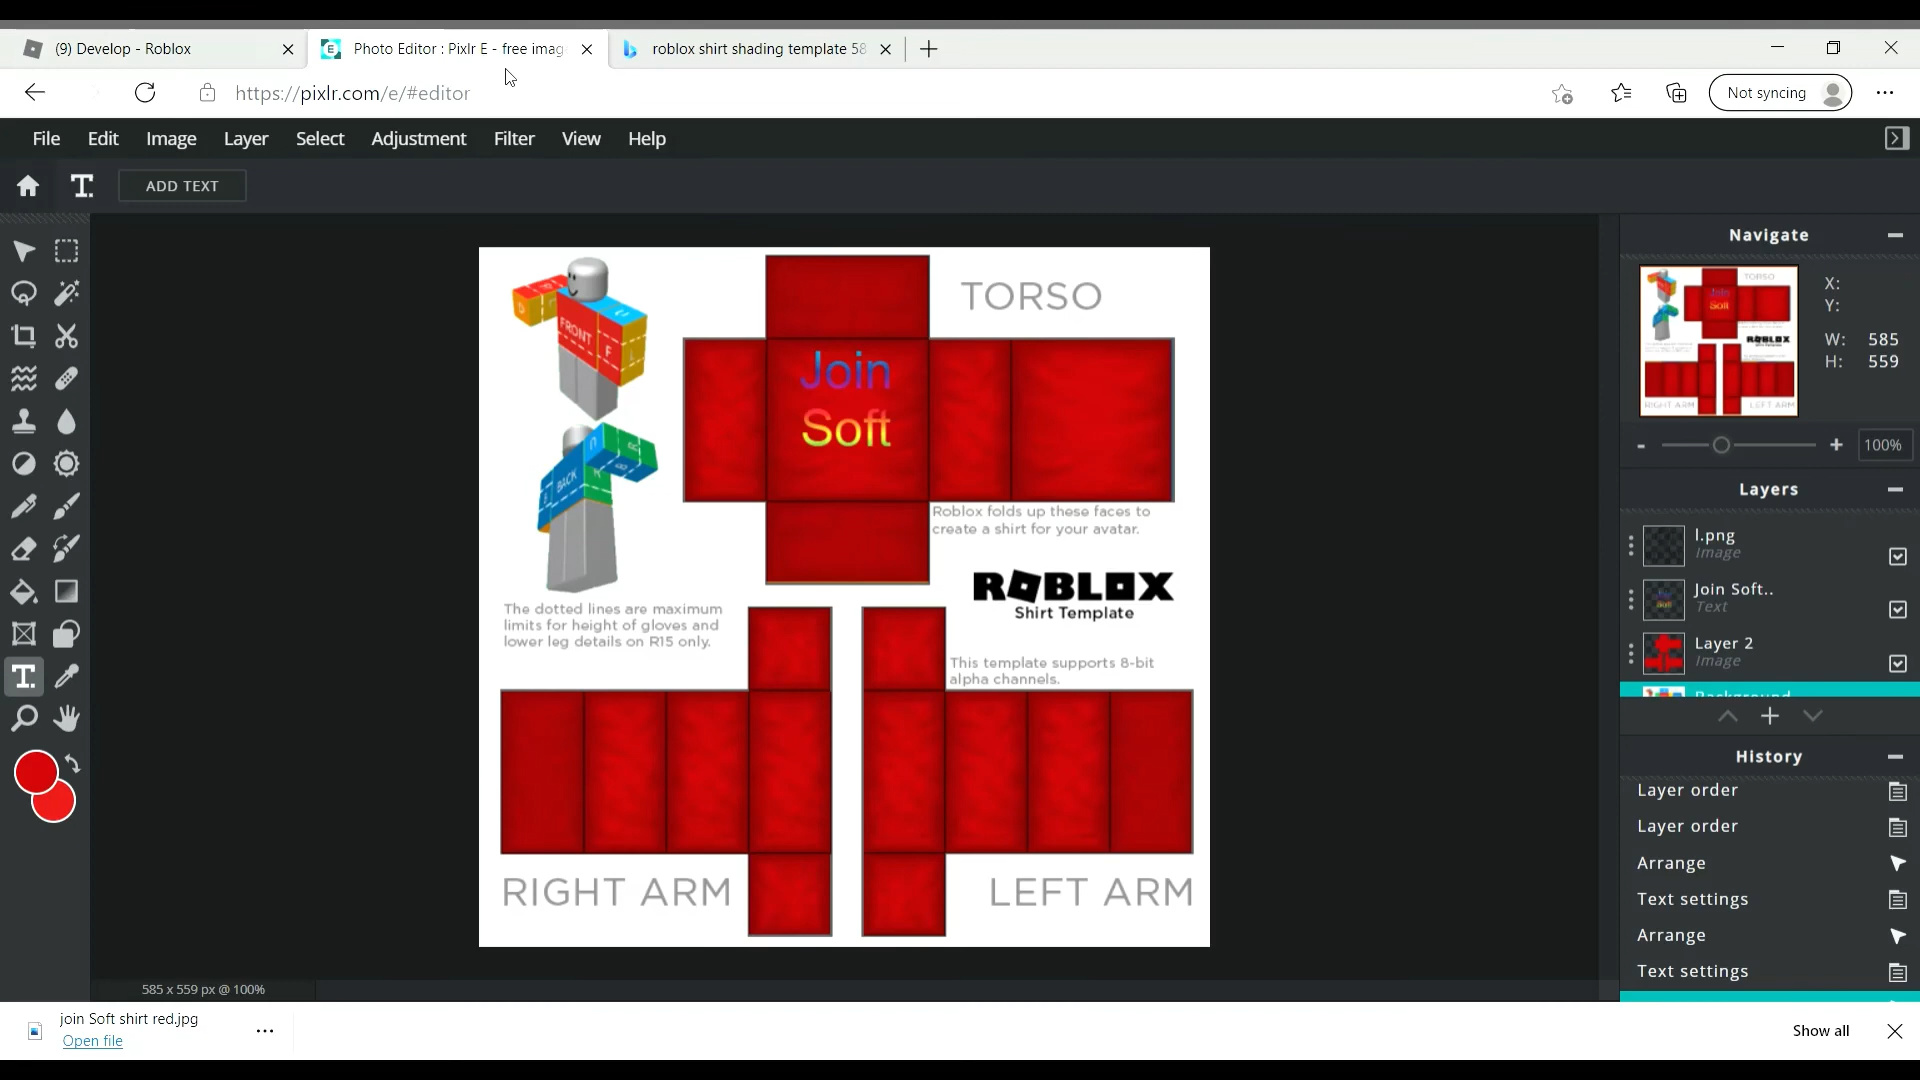 (9) Develop - Roblox
Photo Editor : Pixlr E - free imag
roblox shirt shading template 58
https://pixlr.com/e/#editor
Not syncing
File Edit Image Layer Select Adjustment Filter View Help
ADD TEXT
Navigate
X:
Y:
W: 585
H: 559
100%
TORSO
FRONT
BACK
Join
Soft
Roblox folds up these faces to
create a shirt for your avatar.
ROBLOX
Shirt Template
The dotted lines are maximum
limits for height of gloves and
lower leg details on R15 only.
This template supports 8-bit
alpha channels.
RIGHT ARM
LEFT ARM
Layers
l.png
Image
Join Soft..
Text
Layer 2
Image
Background
History
Layer order
Layer order
Arrange
Text settings
Arrange
Text settings
585 x 559 px @ 100%
join Soft shirt red.jpg
Open file
Show all